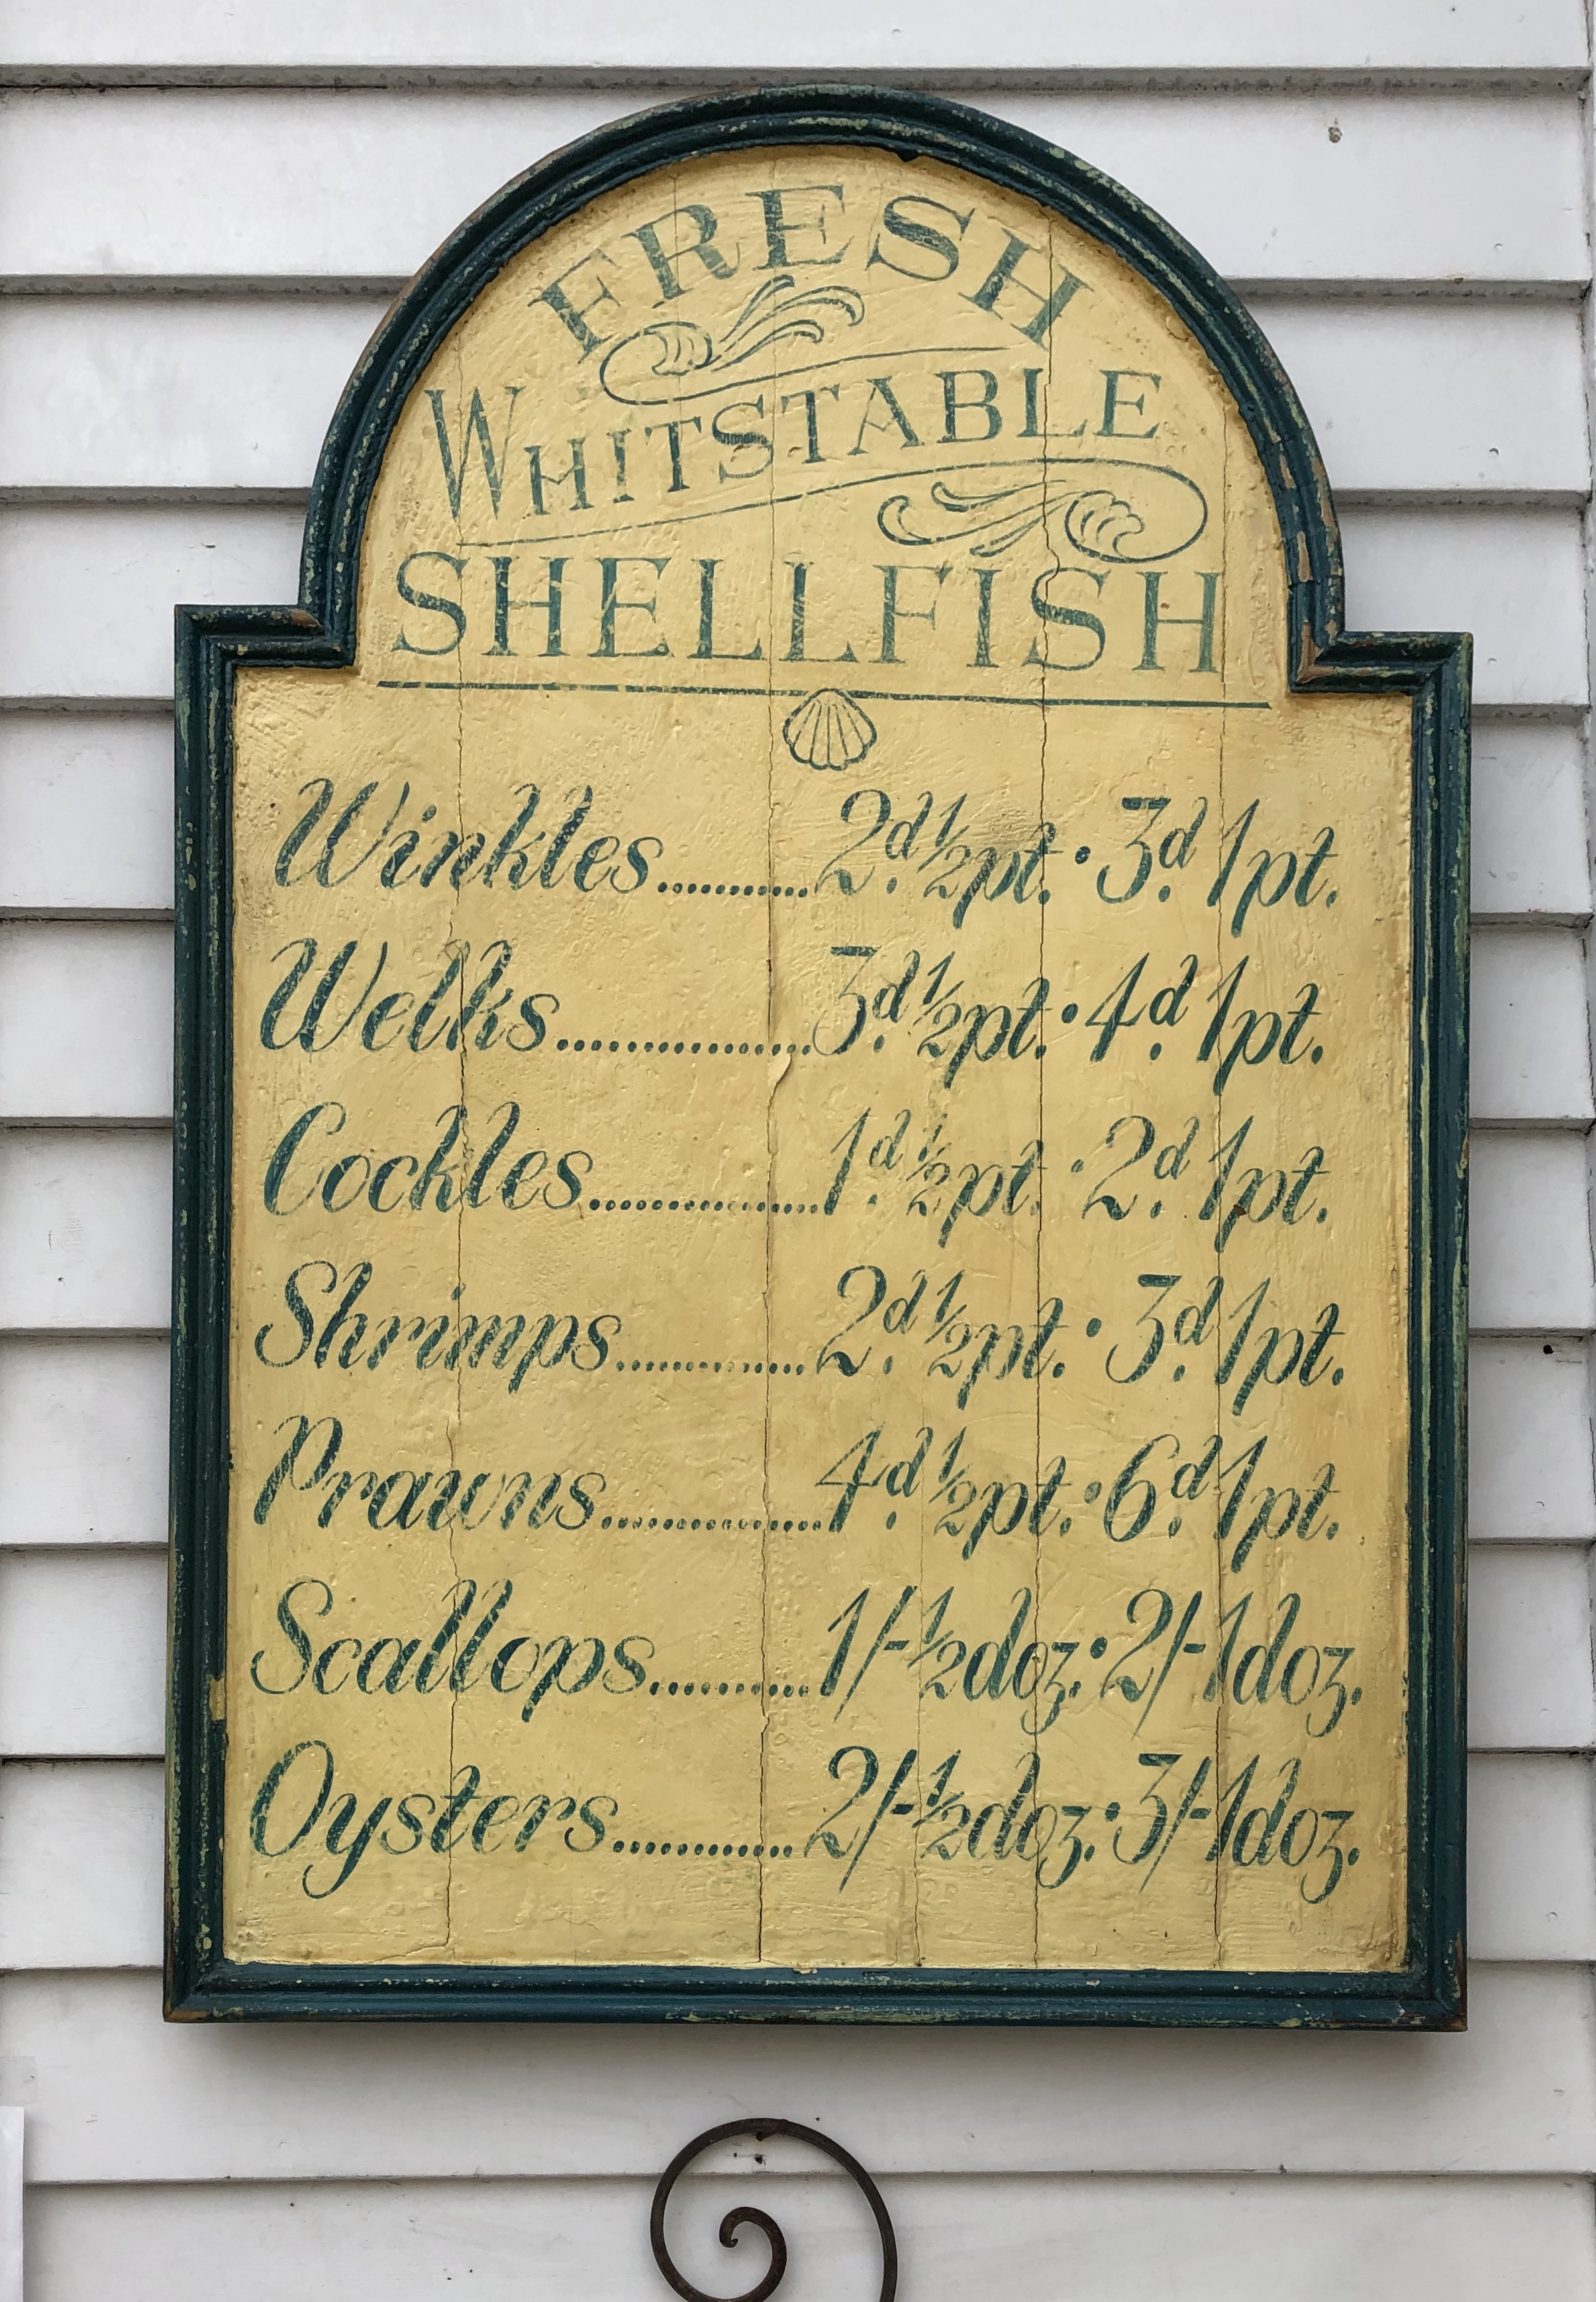 FRESH
WHITSTABLE
SHELLFISH
Winkles............2d. ½pt. • 3d. 1pt.
Welks.................3d. ½pt. • 4d. 1pt.
Cockles................1d. ½pt. • 2d. 1pt.
Shrimps..............2d. ½pt. • 3d. 1pt.
Prawns................4d. ½pt. • 6d. 1pt.
Scallops...........1/- ½doz. • 2/- 1doz.
Oysters.............2/- ½doz. • 3/- 1doz.